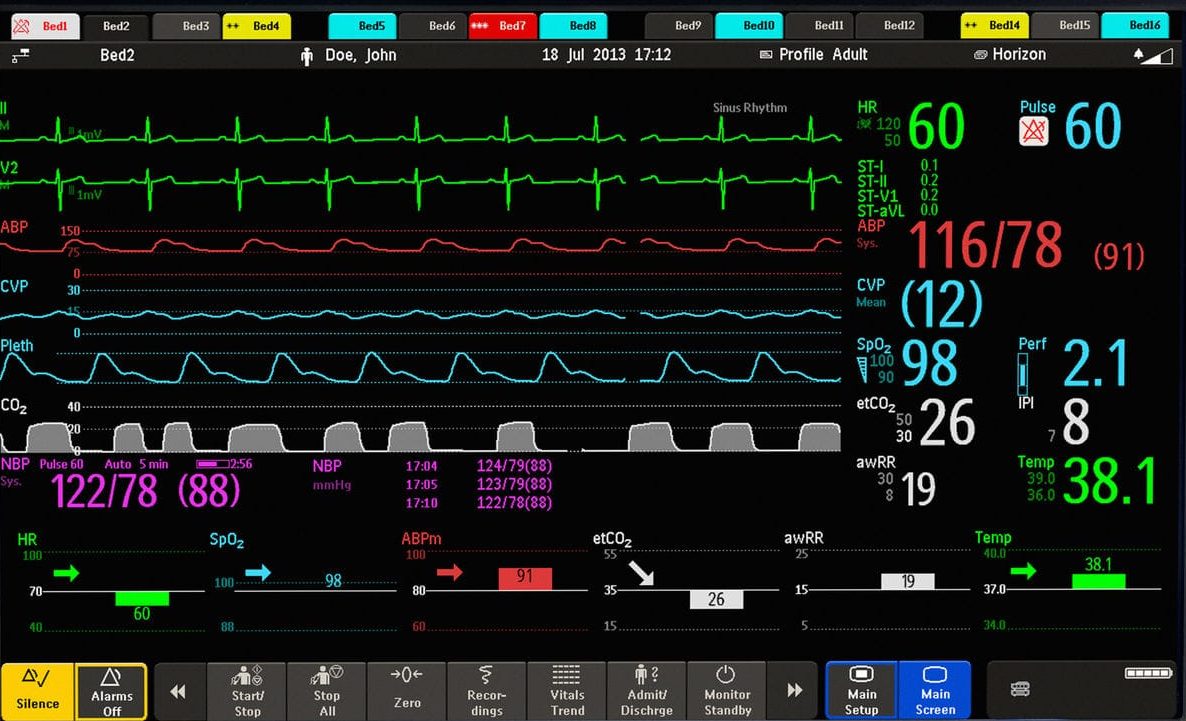 Bed1 Bed2 Bed3 ** Bed4 Bed5 Bed6 *** Bed7 Bed8 Bed9 Bed10 Bed11 Bed12 ** Bed14 Bed15 Bed16
Bed2 Doe, John 18 Jul 2013 17:12 Profile Adult Horizon
II
M
1mV
Sinus Rhythm
HR
120
50
60
Pulse
60
V2
M
1mV
ST-I 0.1
ST-II 0.2
ST-V1 0.2
ST-aVL 0.0
ABP
150
75
0
ABP
Sys.
116/78 (91)
CVP
30
15
0
CVP
Mean
(12)
Pleth
SpO₂
100
90
98
Perf
2.1
CO₂
40
20
0
etCO₂
50
30
26
IPI
7
8
NBP Pulse 60 Auto 5 min 2:56
Sys.
122/78 (88)
NBP 17:04 124/79(88)
mmHg 17:05 123/79(88)
17:10 122/78(88)
awRR
30
8
19
Temp
39.0
36.0
38.1
HR
100
70
40
60
SpO₂
100
88
98
ABPm
100
80
60
91
etCO₂
55
35
15
26
awRR
25
15
5
19
Temp
40.0
37.0
34.0
38.1
Silence
Alarms
Off
Start/
Stop
Stop
All
→0←
Zero
Recor-
dings
Vitals
Trend
?
Admit/
Dischrge
Monitor
Standby
Main
Setup
Main
Screen